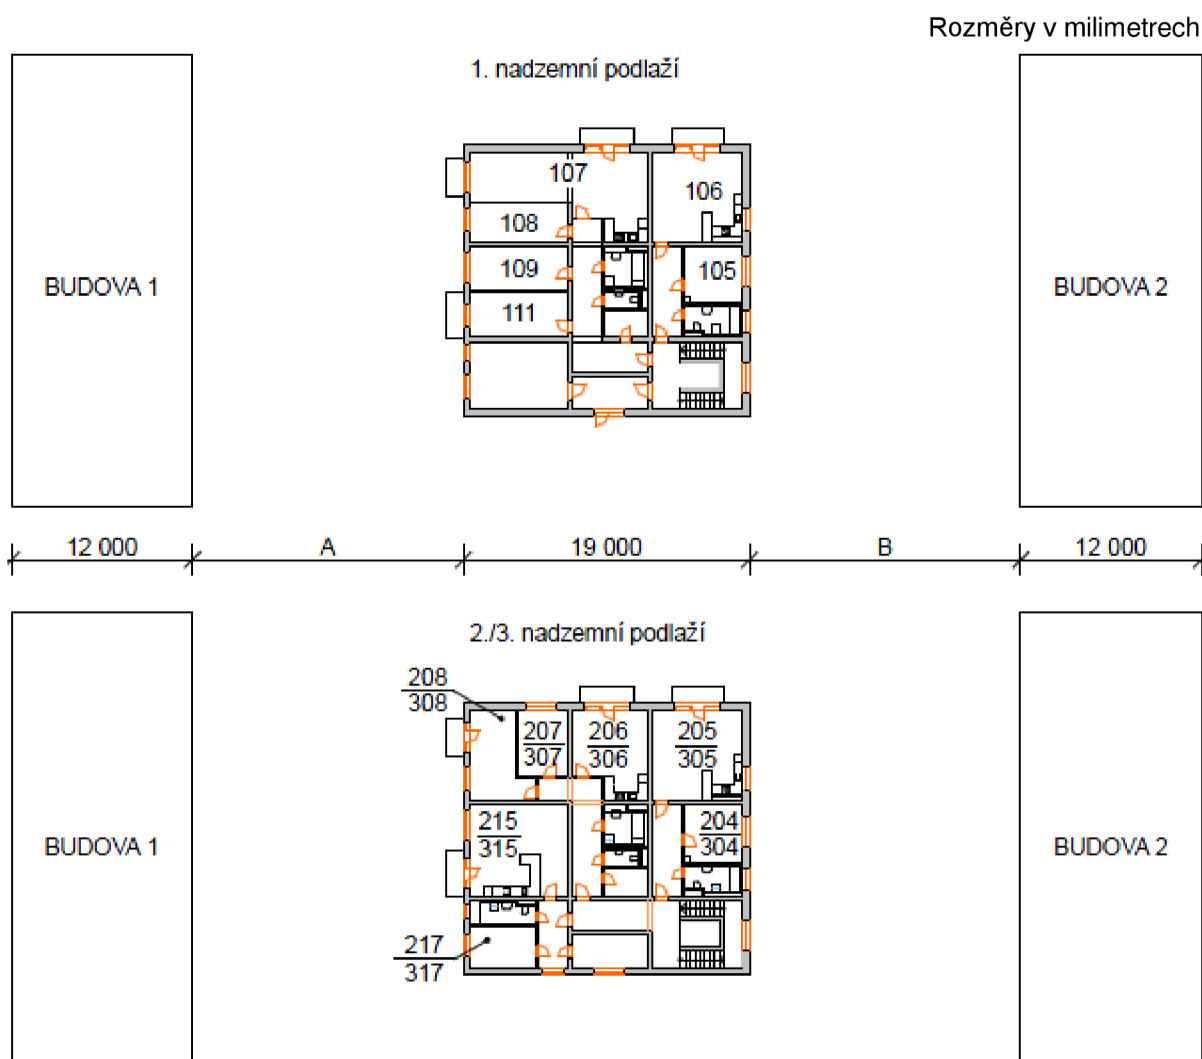 Rozměry v milimetrech
1. nadzemní podlaží
107
106
108
109
105
111
BUDOVA 1
BUDOVA 2
12 000
A
19 000
B
12 000
2./3. nadzemní podlaží
208
308
207
307
206
306
205
305
215
315
204
304
BUDOVA 1
BUDOVA 2
217
317